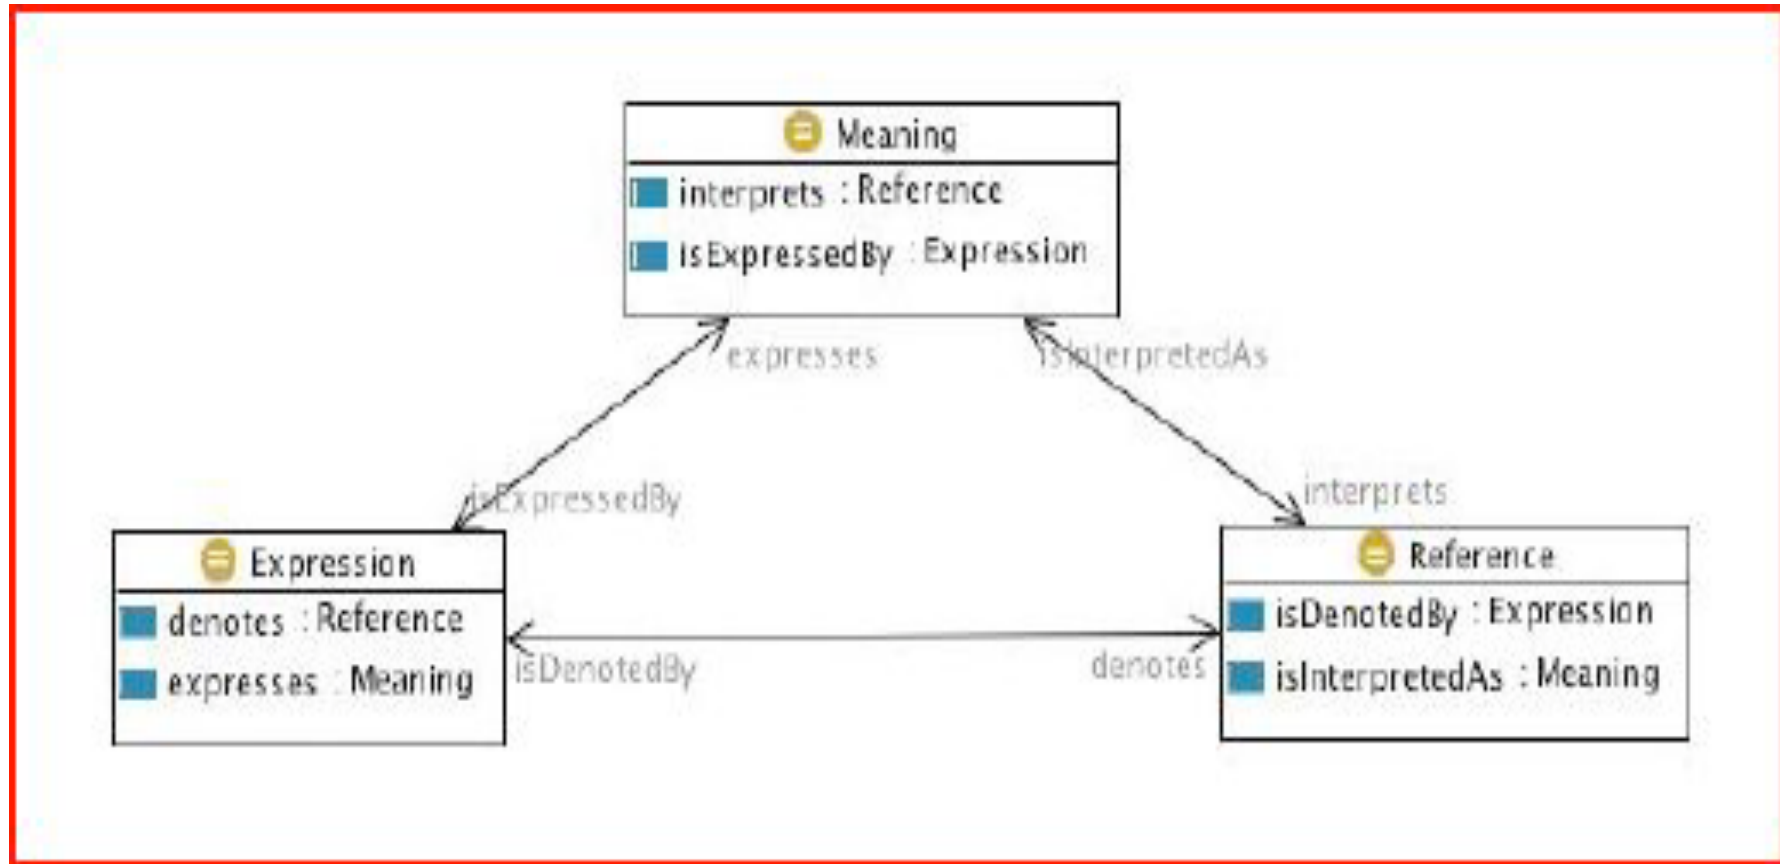 Meaning
interprets : Reference
isExpressedBy : Expression
expresses
isInterpretedAs
isExpressedBy
interprets
Expression
denotes : Reference
expresses : Meaning
isDenotedBy
denotes
Reference
isDenotedBy : Expression
isInterpretedAs : Meaning